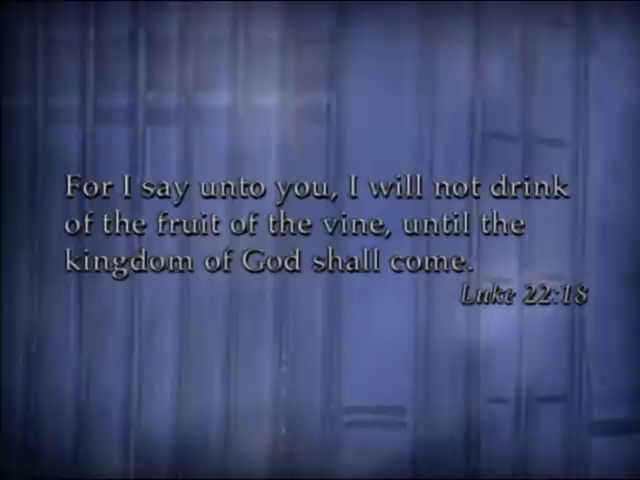 For I say unto you, I will not drink
of the fruit of the vine, until the
kingdom of God shall come.
Luke 22:18